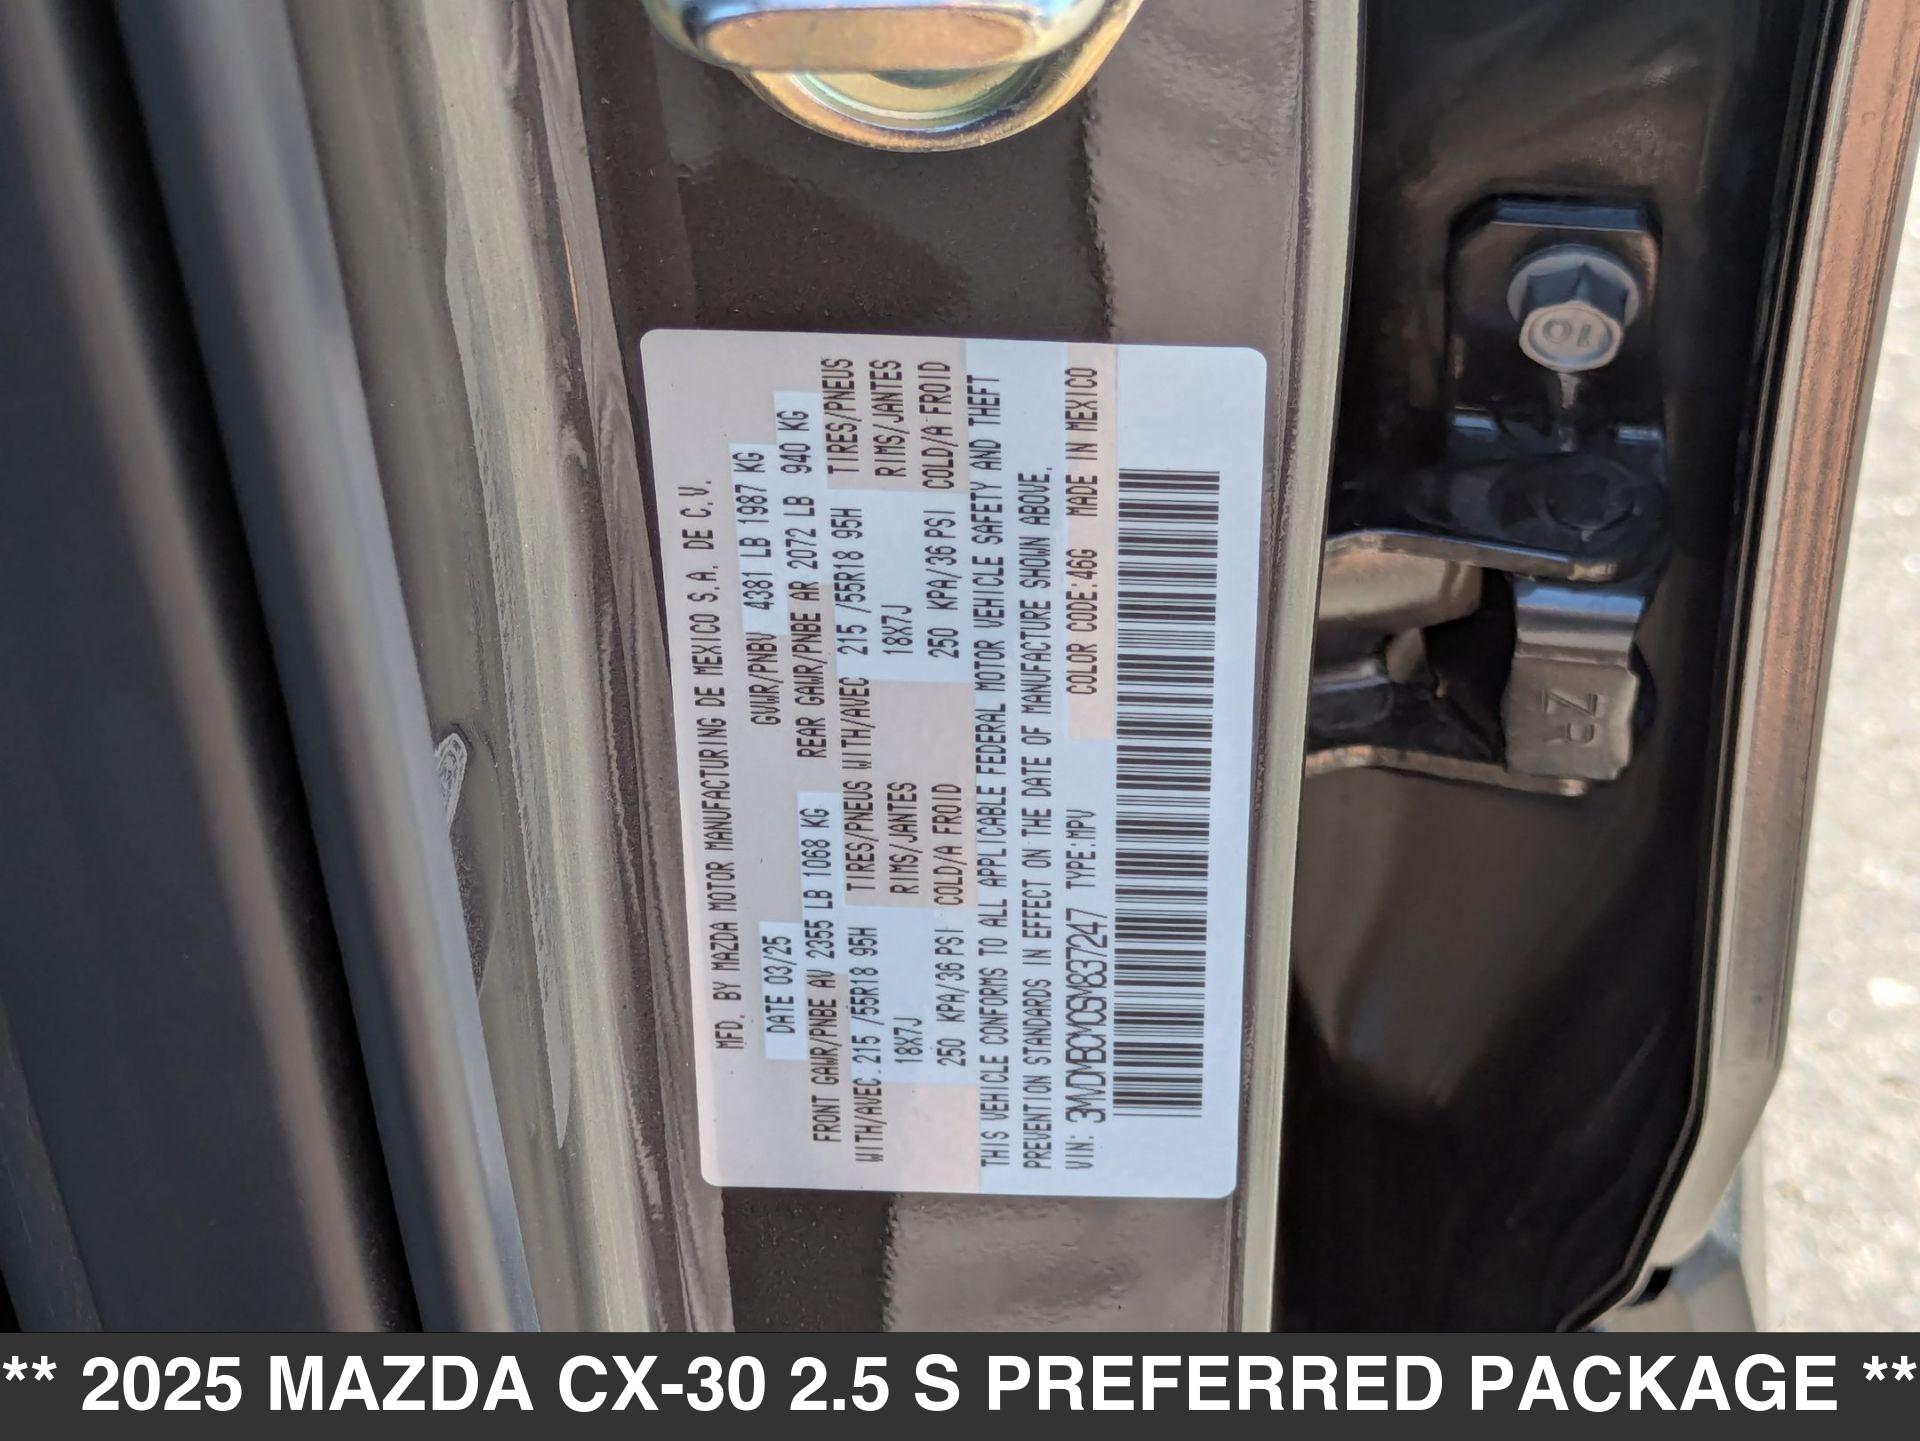 MFD. BY MAZDA MOTOR MANUFACTURING DE MEXICO S.A. DE C.V.
DATE 03/25 GVWR/PNBV 4381 LB 1987 KG
FRONT GAWR/PNBE AV 2355 LB 1068 KG REAR GAWR/PNBE AR 2072 LB 940 KG
WITH/AVEC 215 /55R18 95H TIRES/PNEUS WITH/AVEC 215 /55R18 95H TIRES/PNEUS
18X7J RIMS/JANTES 18X7J RIMS/JANTES
250 KPA/36 PSI COLD/A FROID 250 KPA/36 PSI COLD/A FROID
THIS VEHICLE CONFORMS TO ALL APPLICABLE FEDERAL MOTOR VEHICLE SAFETY AND THEFT
PREVENTION STANDARDS IN EFFECT ON THE DATE OF MANUFACTURE SHOWN ABOVE.
VIN: 3MVDMBCMXSM837247 TYPE:MPV COLOR CODE:46G MADE IN MEXICO
10
ZR
** 2025 MAZDA CX-30 2.5 S PREFERRED PACKAGE **